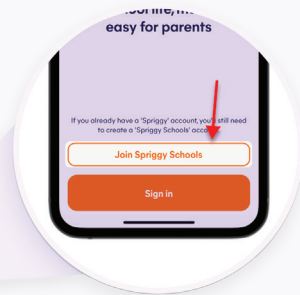 easy for parents
If you already have a 'Spriggy' account, you'll still need
to create a 'Spriggy Schools'
Join Spriggy Schools
Sign in